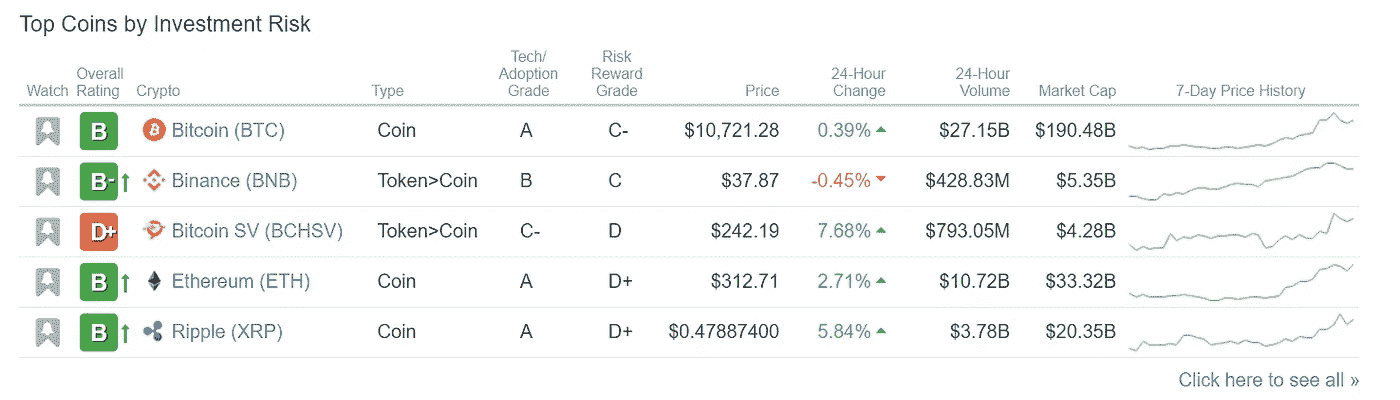 Top Coins by Investment Risk
Watch Overall Rating Crypto Type Tech/ Adoption Grade Risk Reward Grade Price 24-Hour Change 24-Hour Volume Market Cap 7-Day Price History
B Bitcoin (BTC) Coin A C- $10,721.28 0.39% $27.15B $190.48B
B- Binance (BNB) Token>Coin B C $37.87 -0.45% $428.83M $5.35B
D+ Bitcoin SV (BCHSV) Token>Coin C- D $242.19 7.68% $793.05M $4.28B
B Ethereum (ETH) Coin A D+ $312.71 2.71% $10.72B $33.32B
B Ripple (XRP) Coin A D+ $0.47887400 5.84% $3.78B $20.35B
Click here to see all »